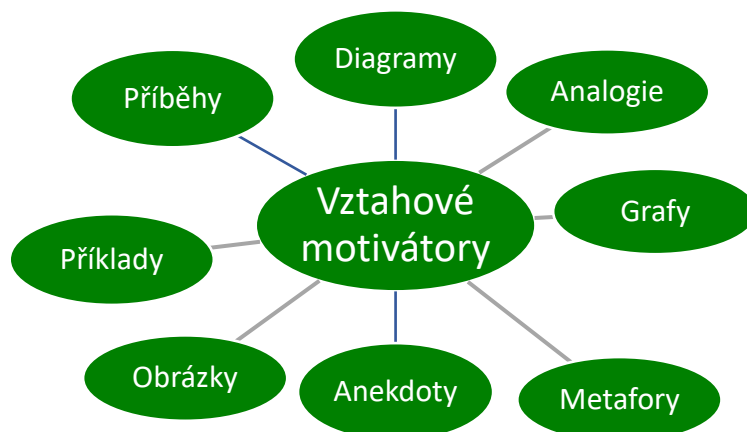 Diagramy
Příběhy
Analogie
Vztahové
motivátory
Grafy
Příklady
Obrázky
Anekdoty
Metafory